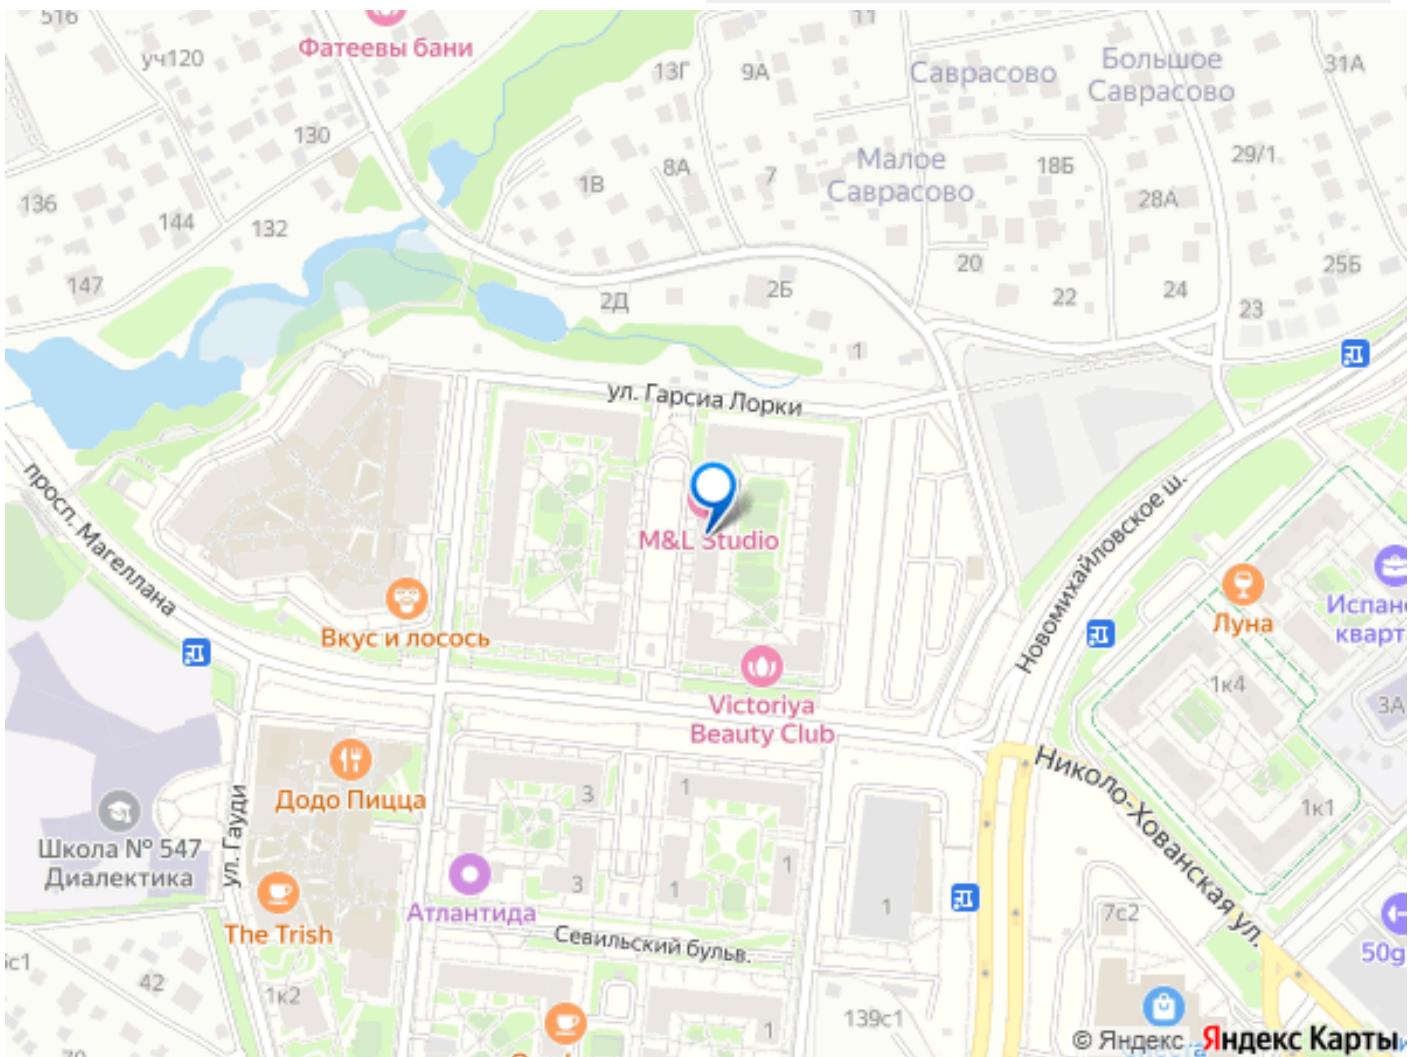 516
Фатеевы бани
уч120
11
13Г
9А
Саврасово
Большое
Саврасово
31А
130
8А
7
Малое
Саврасово
18Б
29/1
1В
28А
136
144
132
147
2Д
2Б
20
22
24
25Б
23
1
ул. Гарсиа Лорки
просп. Магеллана
M&L Studio
Новомихайловское ш.
Вкус и лосось
Луна
Испанс
кварт
Victoriya
Beauty Club
1к4
3А
Николо-Хованская ул.
Додо Пицца
3
1
1к1
Школа № 547
Диалектика
ул. Гауди
3
1
1
1
Атлантида
7с2
The Trish
Севильский бульв.
50g
42
1к2
139с1
1
© Яндекс Яндекс Карты